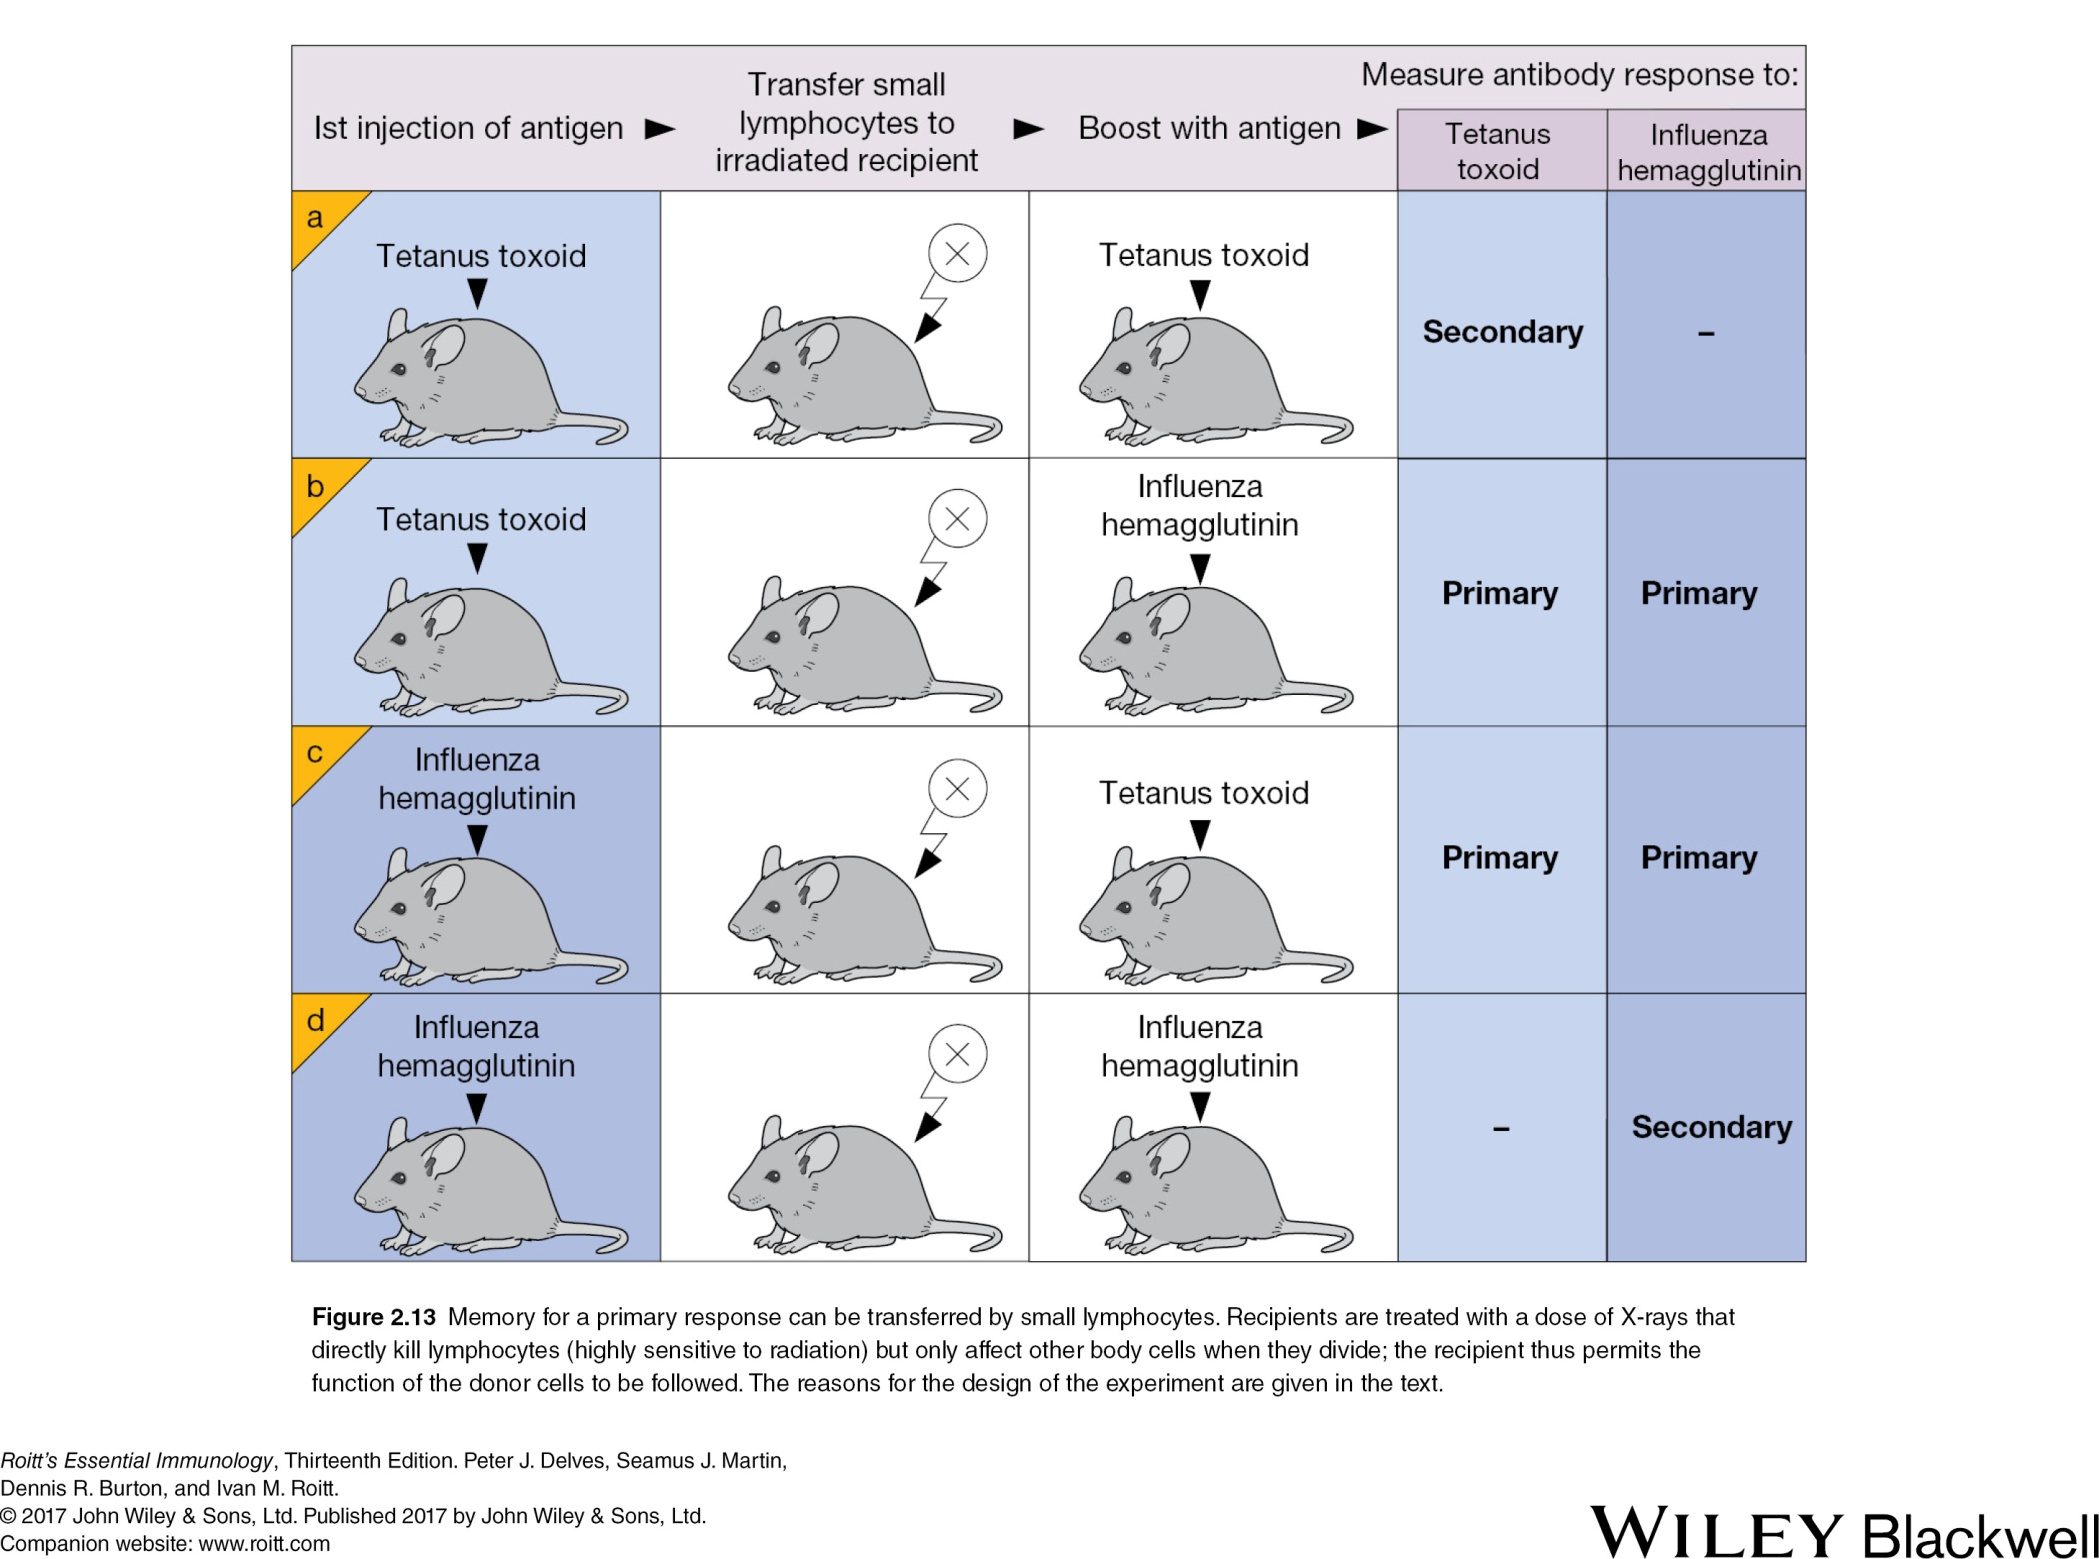 Ist injection of antigen
Transfer small
lymphocytes to
irradiated recipient
Boost with antigen
Measure antibody response to:
Tetanus
toxoid
Influenza
hemagglutinin
a
Tetanus toxoid
Tetanus toxoid
Secondary
–
b
Tetanus toxoid
Influenza
hemagglutinin
Primary
Primary
c
Influenza
hemagglutinin
Tetanus toxoid
Primary
Primary
d
Influenza
hemagglutinin
Influenza
hemagglutinin
–
Secondary
Figure 2.13 Memory for a primary response can be transferred by small lymphocytes. Recipients are treated with a dose of X-rays that
directly kill lymphocytes (highly sensitive to radiation) but only affect other body cells when they divide; the recipient thus permits the
function of the donor cells to be followed. The reasons for the design of the experiment are given in the text.
Roitt's Essential Immunology, Thirteenth Edition. Peter J. Delves, Seamus J. Martin,
Dennis R. Burton, and Ivan M. Roitt.
© 2017 John Wiley & Sons, Ltd. Published 2017 by John Wiley & Sons, Ltd.
Companion website: www.roitt.com
WILEY Blackwell